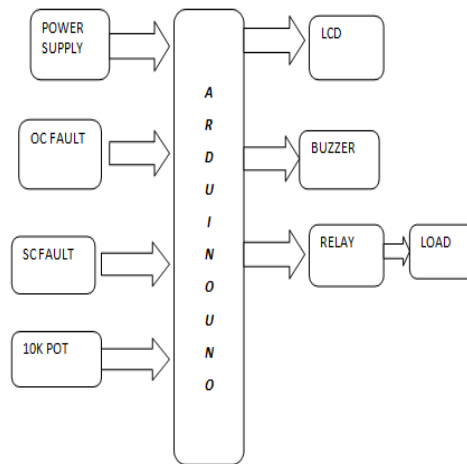 POWER
SUPPLY
LCD
A
R
D
U
I
N
O
U
N
O
OC FAULT
BUZZER
SC FAULT
RELAY
LOAD
10K POT